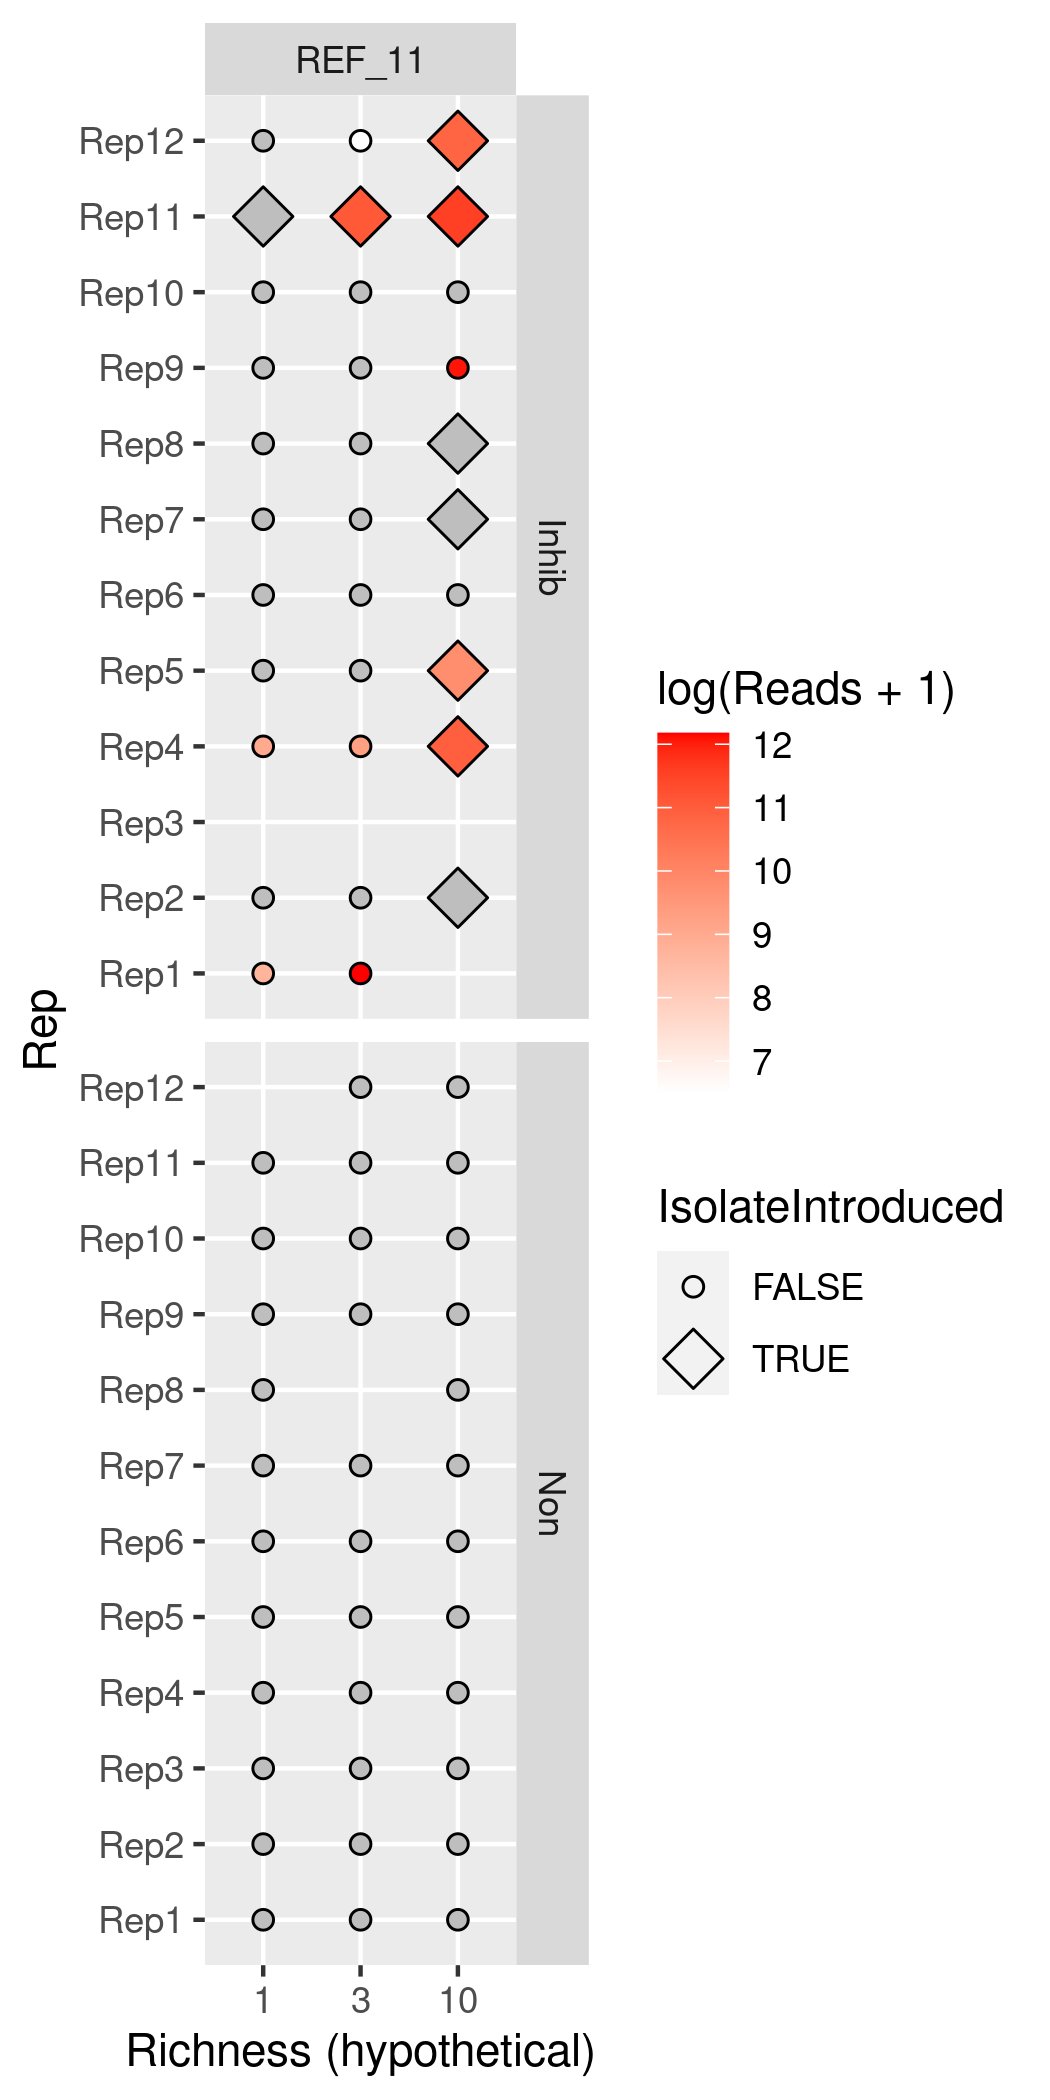 REF_11
Rep12
Rep11
Rep10
Rep9
Rep8
Rep7
Rep6
Rep5
Rep4
Rep3
Rep2
Rep1
Inhib
Rep
Rep12
Rep11
Rep10
Rep9
Rep8
Rep7
Rep6
Rep5
Rep4
Rep3
Rep2
Rep1
Non
1 3 10
Richness (hypothetical)
log(Reads + 1)
12
11
10
9
8
7
IsolateIntroduced
FALSE
TRUE